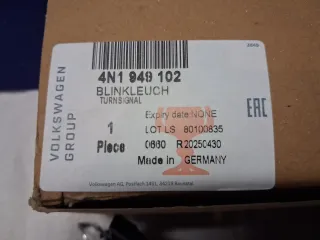 VOLKSWAGEN
GROUP
4N1 949 102
BLINKLEUCH
TURNSIGNAL
Expiry date:NONE
1
Piece
LOT LS 80100835
0660 R20250430
Made in GERMANY
EAC